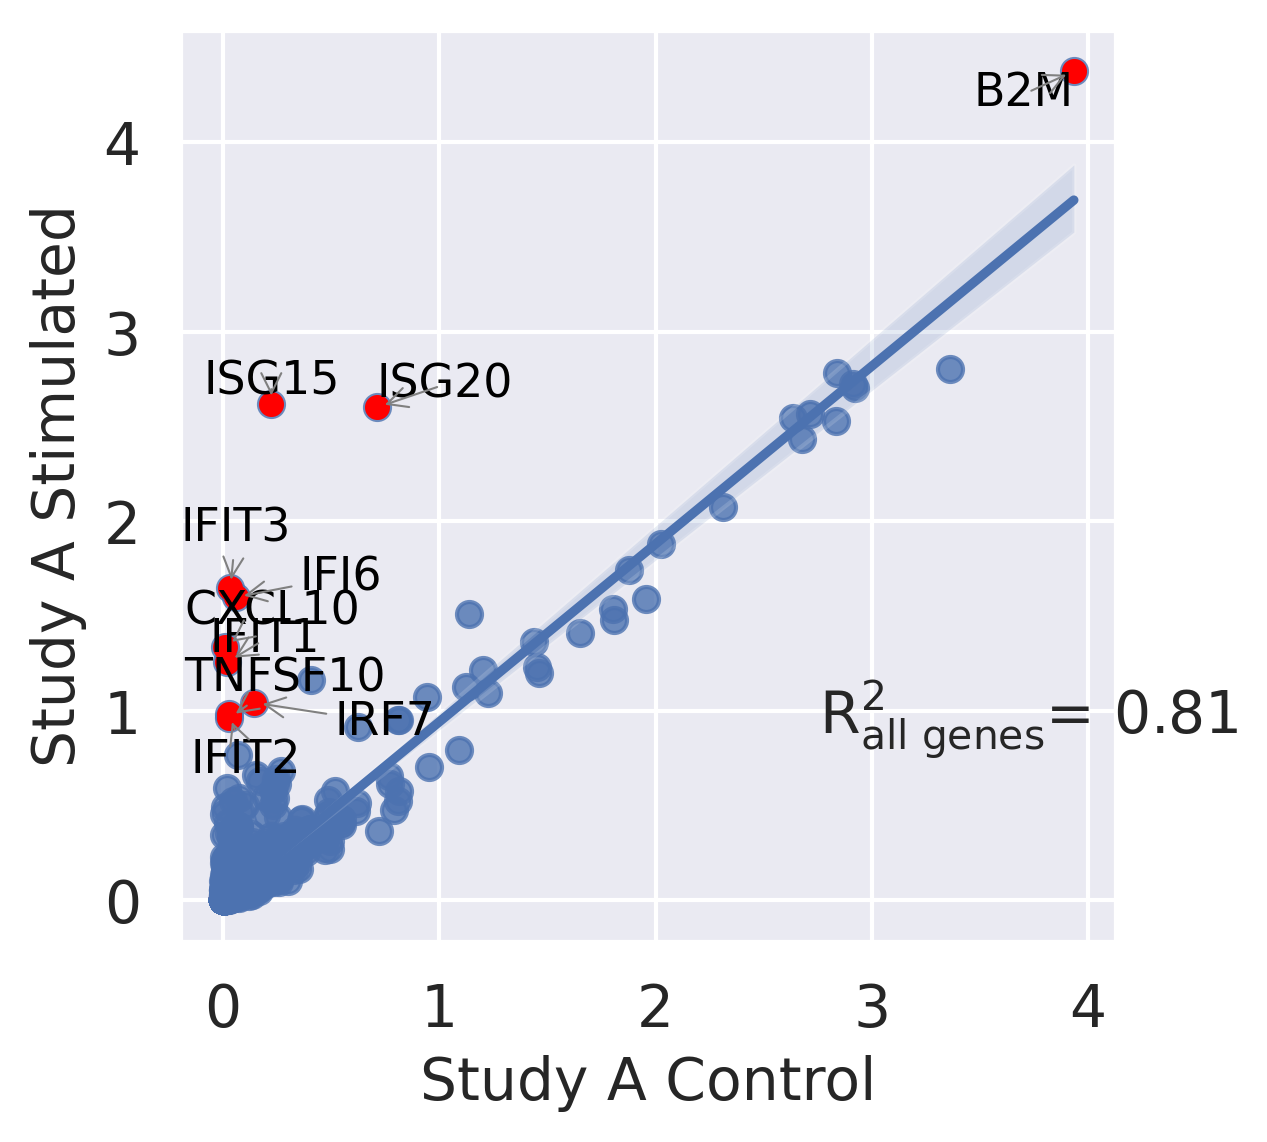 B2M
4
3
2
1
0
ISG15
ISG20
IFIT3
IFI6
CXCL10
IFIT1
TNFSF10
IRF7
IFIT2
R²all genes = 0.81
0 1 2 3 4
Study A Control
Study A Stimulated